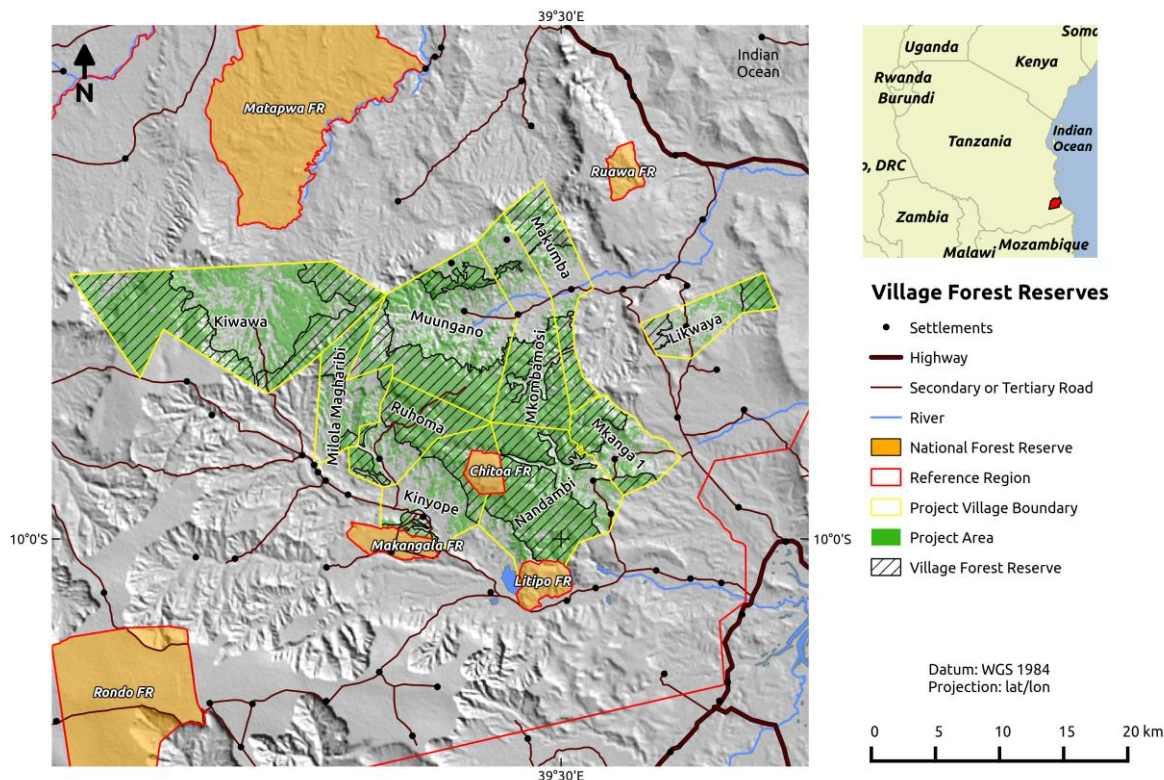 39°30'E
N
Indian
Ocean
Matapwa FR
Ruawa FR
Makumba
Kiwawa
Muungano
Likwaya
Mkombamosi
Milola Magharibi
Ruhoma
Mkanga 1
Chitoa FR
Kinyope
Nandambi
10°0'S
10°0'S
Makangala FR
Litipo FR
Rondo FR
39°30'E
Soma
Uganda
Kenya
Rwanda
Burundi
Indian
Ocean
Tanzania
o, DRC
Zambia
Mozambique
Malawi
Village Forest Reserves
Settlements
Highway
Secondary or Tertiary Road
River
National Forest Reserve
Reference Region
Project Village Boundary
Project Area
Village Forest Reserve
Datum: WGS 1984
Projection: lat/lon
0 5 10 15 20 km